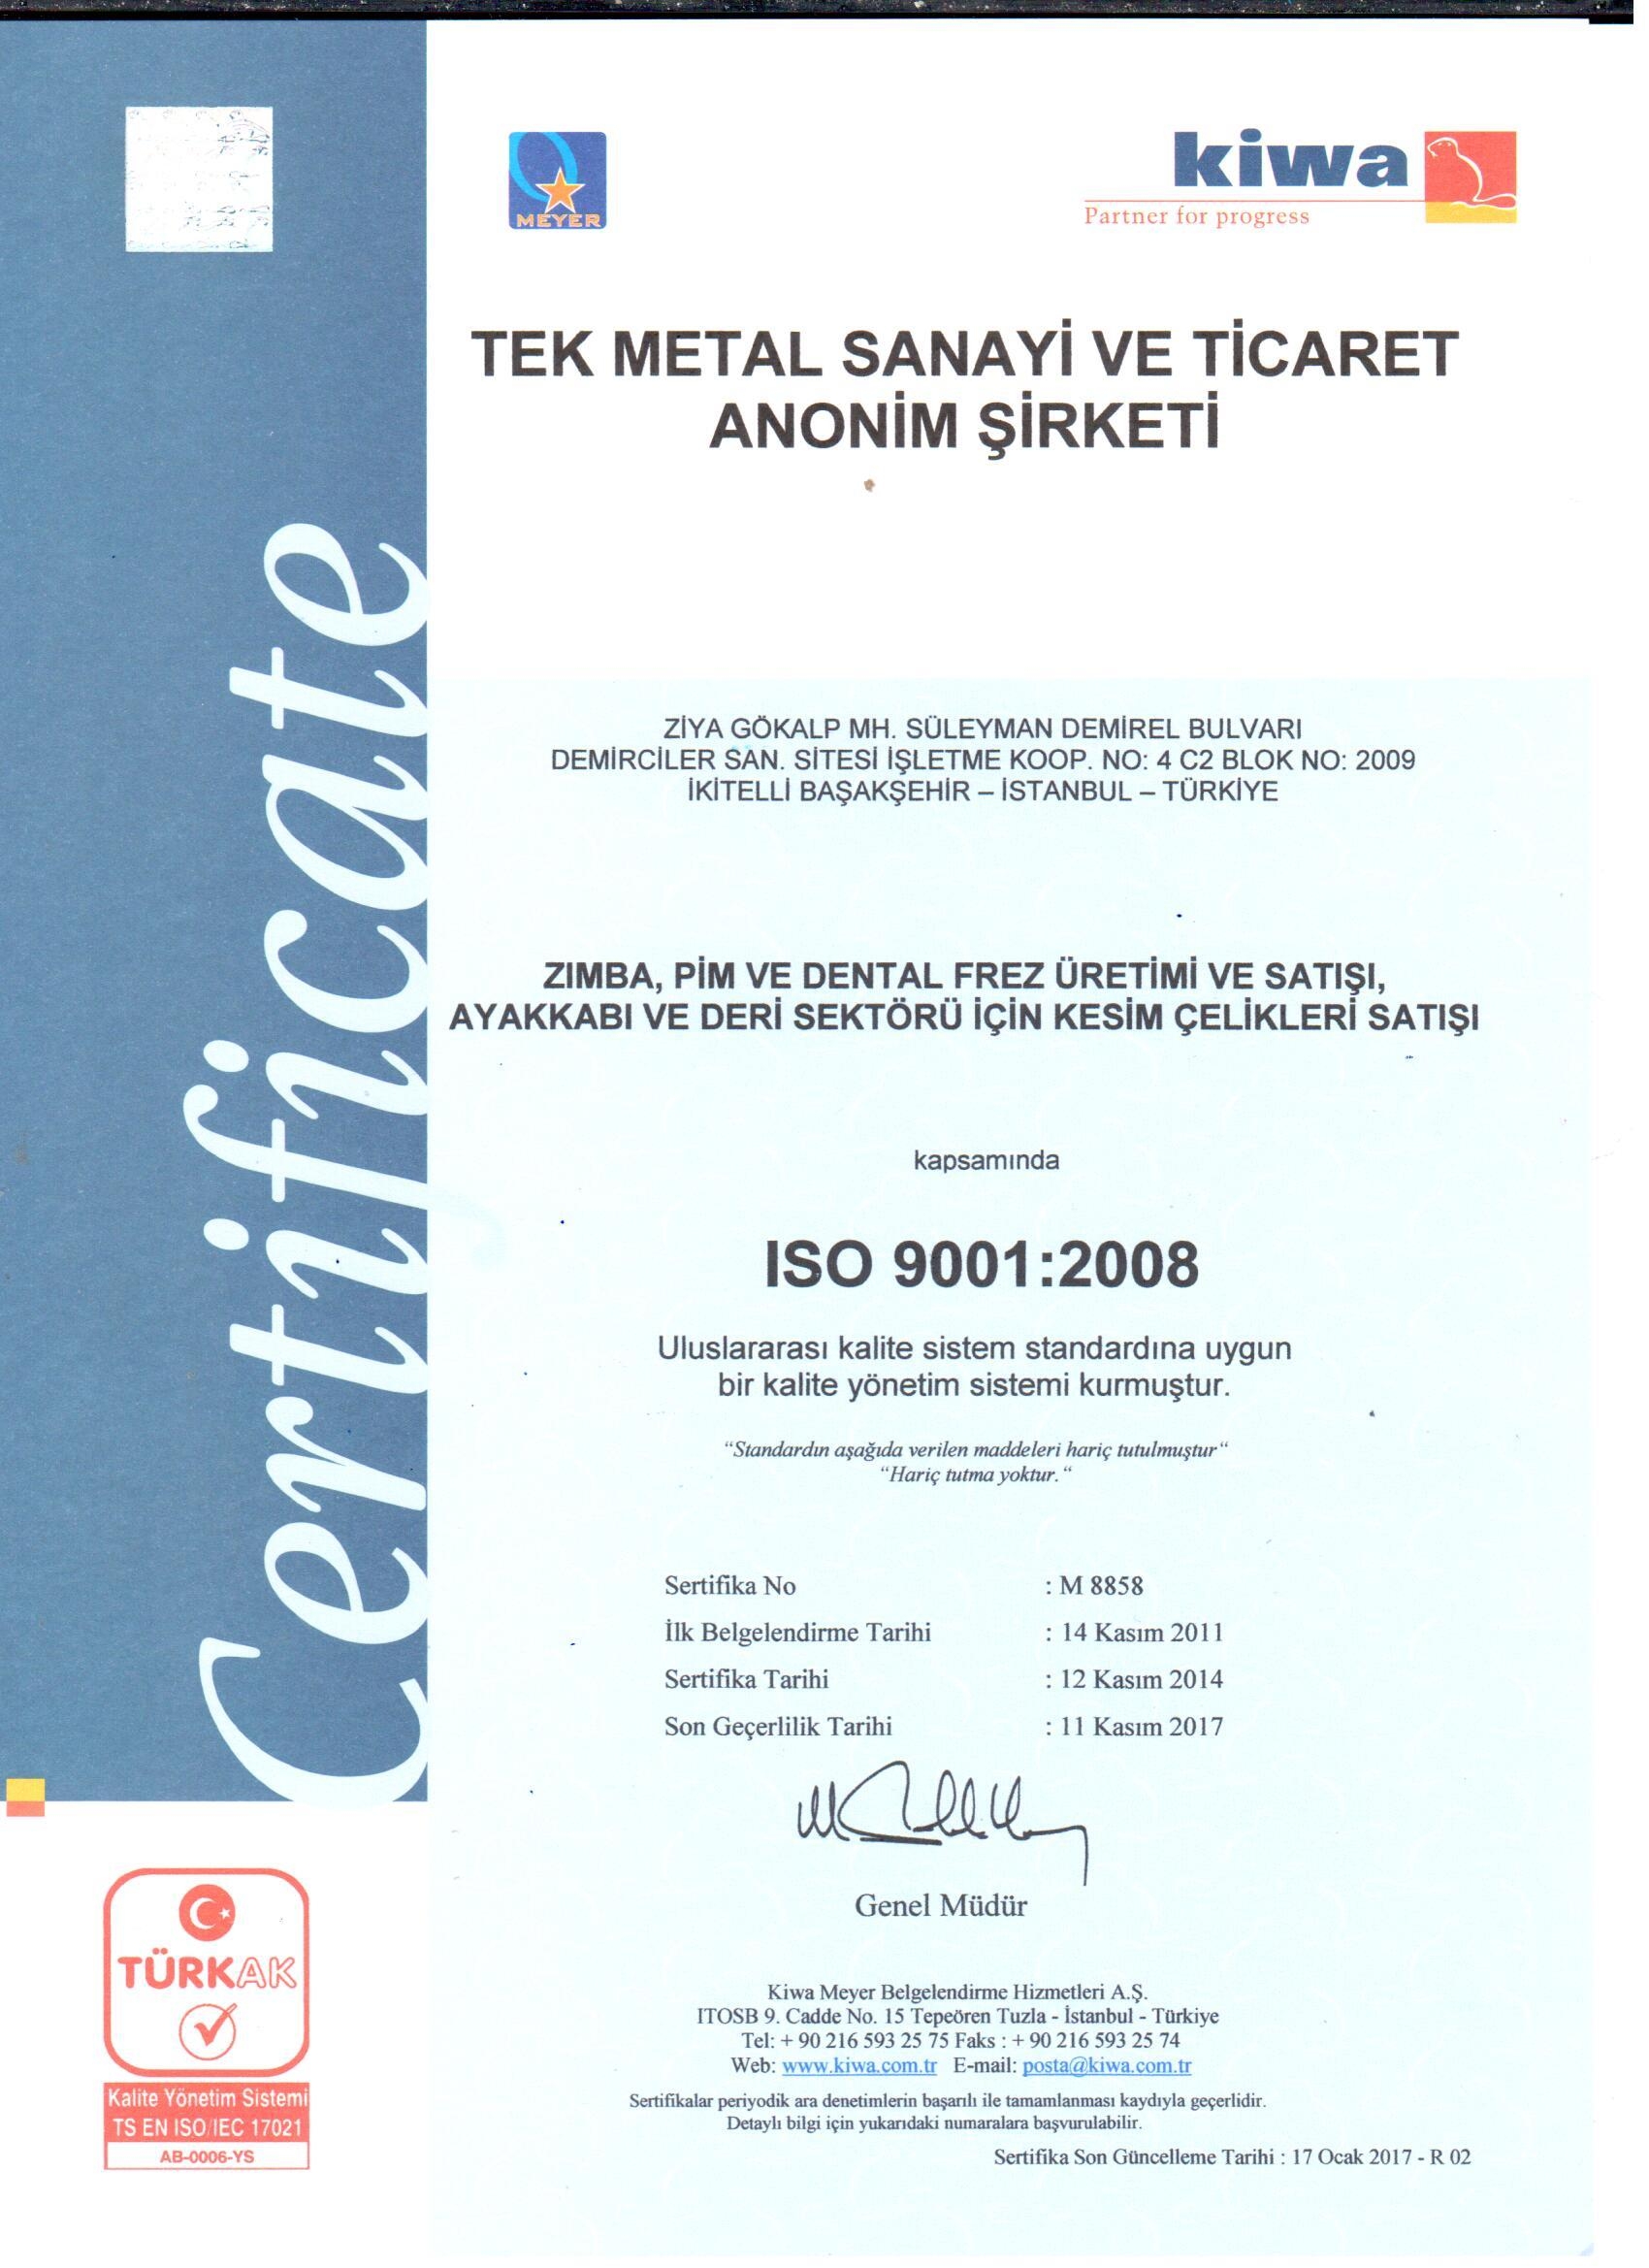 MEYER
kiwa
Partner for progress
TEK METAL SANAYİ VE TİCARET
ANONİM ŞİRKETİ
Certificate
ZİYA GÖKALP MH. SÜLEYMAN DEMİREL BULVARI
DEMİRCİLER SAN. SİTESİ İŞLETME KOOP. NO: 4 C2 BLOK NO: 2009
İKİTELLİ BAŞAKŞEHİR – İSTANBUL – TÜRKİYE
ZIMBA, PİM VE DENTAL FREZ ÜRETİMİ VE SATIŞI,
AYAKKABI VE DERİ SEKTÖRÜ İÇİN KESİM ÇELİKLERİ SATIŞI
kapsamında
ISO 9001:2008
Uluslararası kalite sistem standardına uygun
bir kalite yönetim sistemi kurmuştur.
“Standardın aşağıda verilen maddeleri hariç tutulmuştur“
“Hariç tutma yoktur. “
Sertifika No : M 8858
İlk Belgelendirme Tarihi : 14 Kasım 2011
Sertifika Tarihi : 12 Kasım 2014
Son Geçerlilik Tarihi : 11 Kasım 2017
Genel Müdür
TÜRKAK
Kalite Yönetim Sistemi
TS EN ISO/IEC 17021
AB-0006-YS
Kiwa Meyer Belgelendirme Hizmetleri A.Ş.
ITOSB 9. Cadde No. 15 Tepeören Tuzla - İstanbul - Türkiye
Tel: + 90 216 593 25 75 Faks : + 90 216 593 25 74
Web: www.kiwa.com.tr E-mail: posta@kiwa.com.tr
Sertifikalar periyodik ara denetimlerin başarılı ile tamamlanması kaydıyla geçerlidir.
Detaylı bilgi için yukarıdaki numaralara başvurulabilir.
Sertifika Son Güncelleme Tarihi : 17 Ocak 2017 - R 02